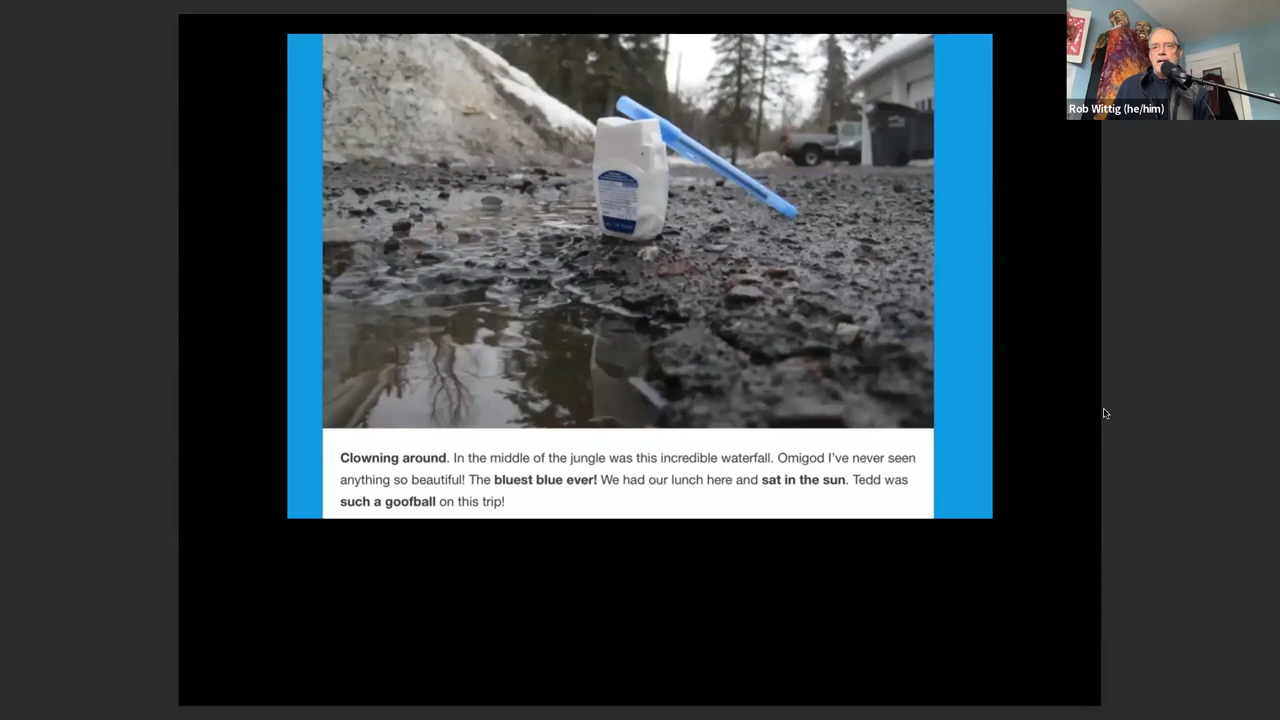 Rob Wittig (he/him)
Clowning around. In the middle of the jungle was this incredible waterfall. Omigod I've never seen
anything so beautiful! The bluest blue ever! We had our lunch here and sat in the sun. Tedd was
such a goofball on this trip!